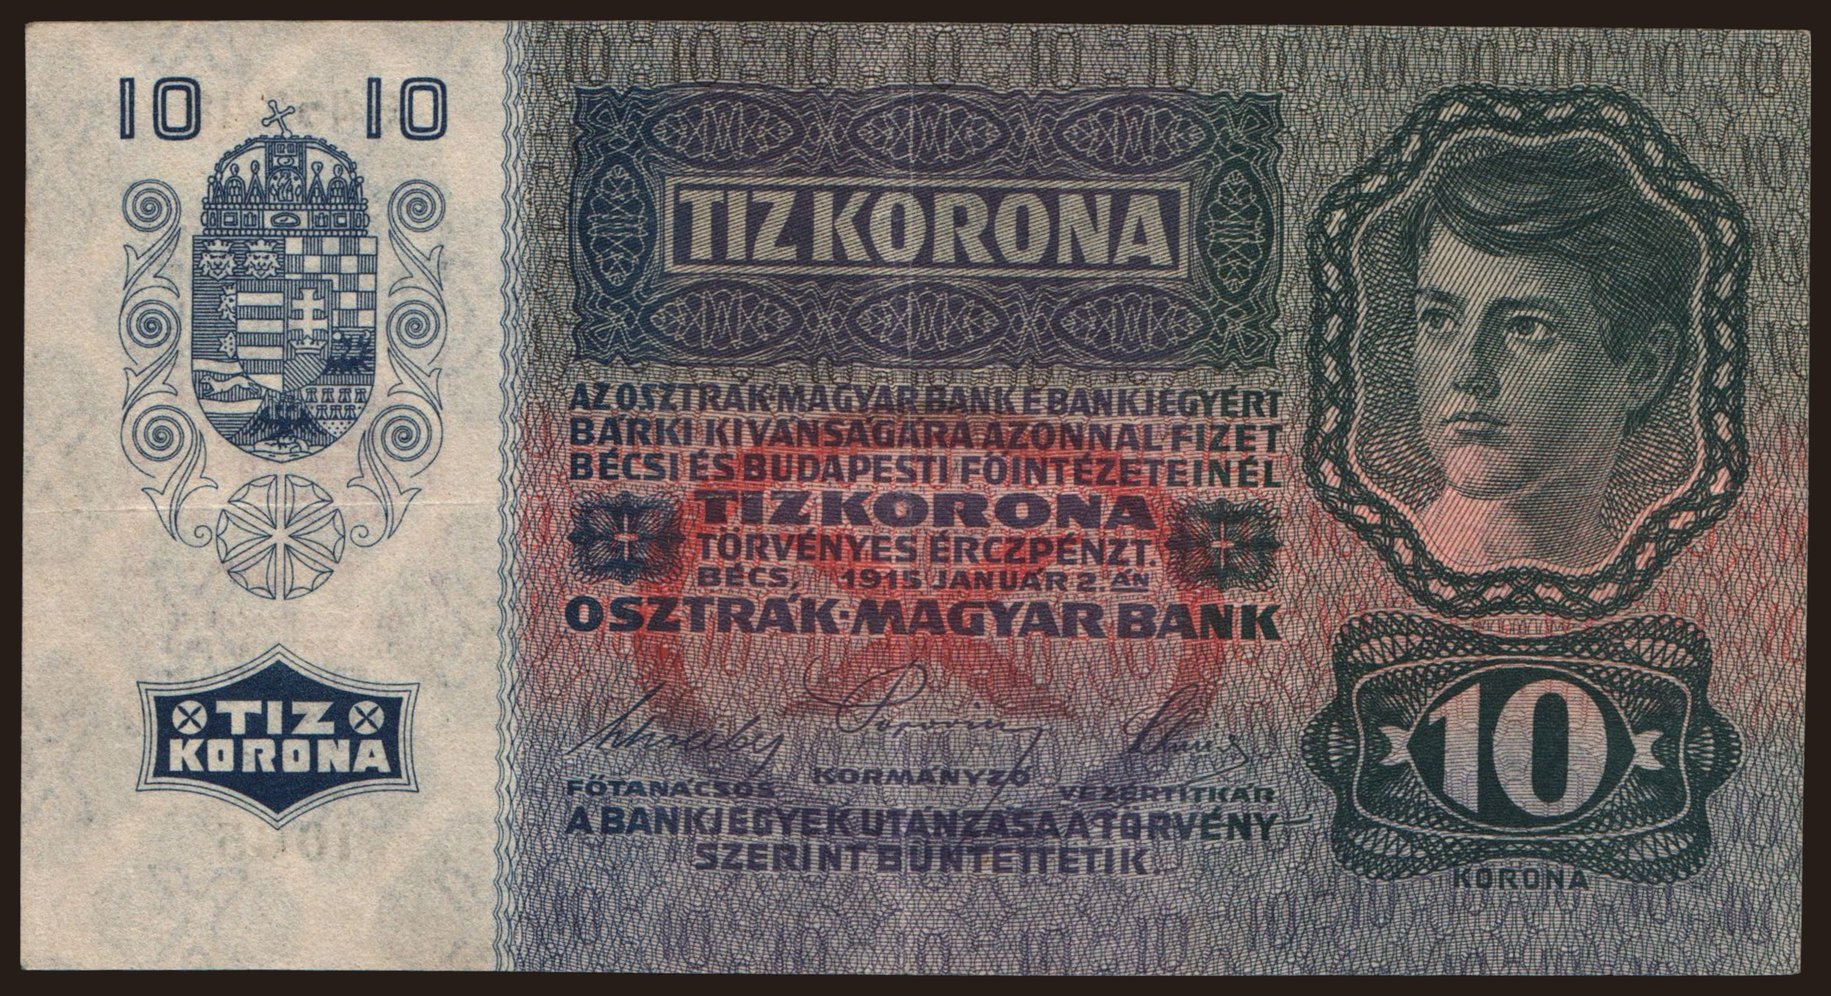 10 10
TIZ
KORONA
TIZ KORONA
AZ OSZTRÁK-MAGYAR BANK E BANKJEGYÉRT
BÁRKI KIVÁNSÁGÁRA AZONNAL FIZET
BÉCSI ÉS BUDAPESTI FŐINTÉZETEINÉL
TIZ KORONA
TÖRVÉNYES ÉRCZPÉNZT.
BÉCS, 1915 JANUÁR 2.ÁN
OSZTRÁK-MAGYAR BANK
FŐTANÁCSOS KORMÁNYZÓ VEZÉRTITKÁR
A BANKJEGYEK UTÁNZÁSA A TÖRVÉNY
SZERINT BÜNTETTETIK.
10
KORONA